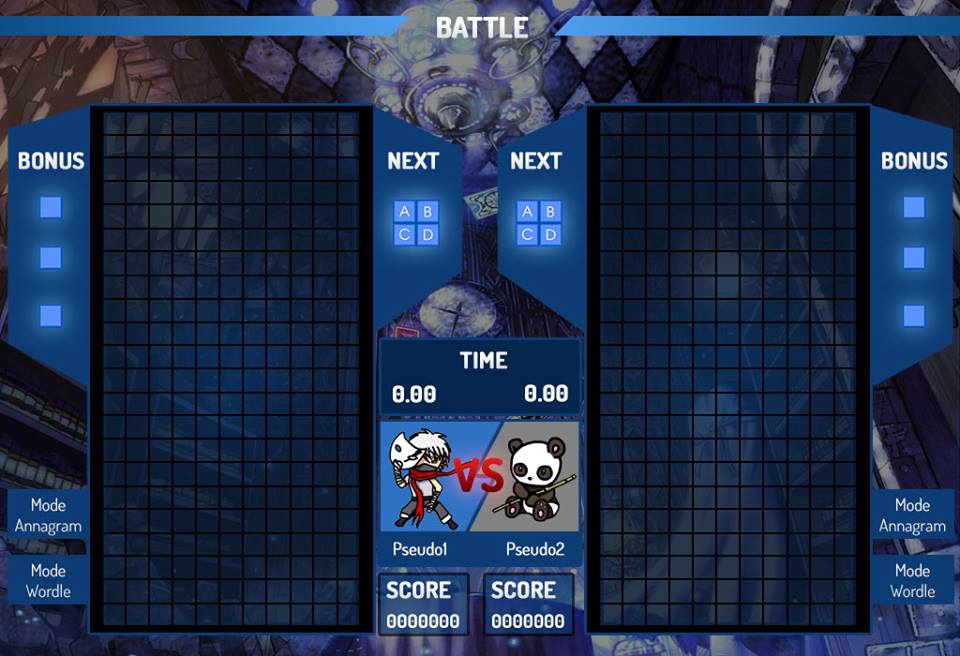 BATTLE
BONUS
NEXT
NEXT
BONUS
A B
C D
A B
C D
TIME
0.00
0.00
VS
Pseudo1
Pseudo2
Mode
Annagram
Mode
Wordle
Mode
Annagram
Mode
Wordle
SCORE
0000000
SCORE
0000000